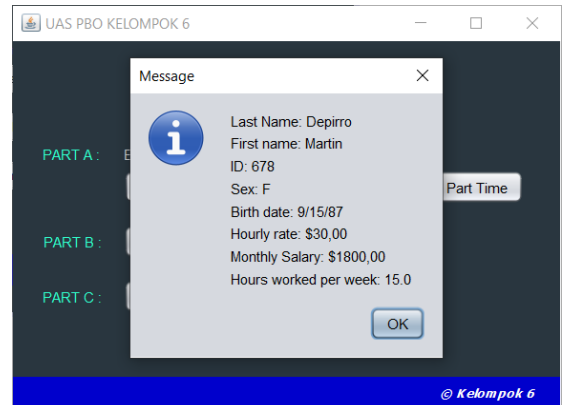 UAS PBO KELOMPOK 6
Message
Last Name: Depirro
First name: Martin
ID: 678
Sex: F
Birth date: 9/15/87
Hourly rate: $30,00
Monthly Salary: $1800,00
Hours worked per week: 15.0
OK
PART A :
Part Time
PART B :
PART C :
© Kelompok 6